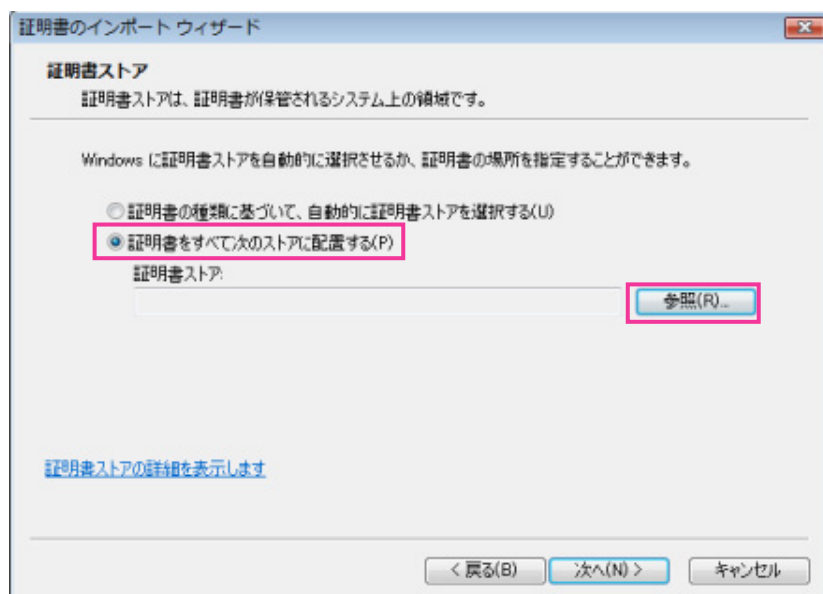 証明書のインポート ウィザード
証明書ストア
証明書ストアは、証明書が保管されるシステム上の領域です。
Windows に証明書ストアを自動的に選択させるか、証明書の場所を指定することができます。
証明書の種類に基づいて、自動的に証明書ストアを選択する(U)
証明書をすべて次のストアに配置する(P)
証明書ストア:
参照(R)...
証明書ストアの詳細を表示します
< 戻る(B) 次へ(N) > キャンセル